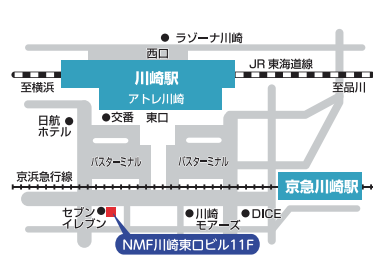 ラゾーナ川崎
西口
JR 東海道線
川崎駅
至横浜
至品川
アトレ川崎
交番
東口
日航
ホテル
バスターミナル
バスターミナル
京浜急行線
京急川崎駅
セブン
イレブン
川崎
モアーズ
DICE
NMF川崎東口ビル11F